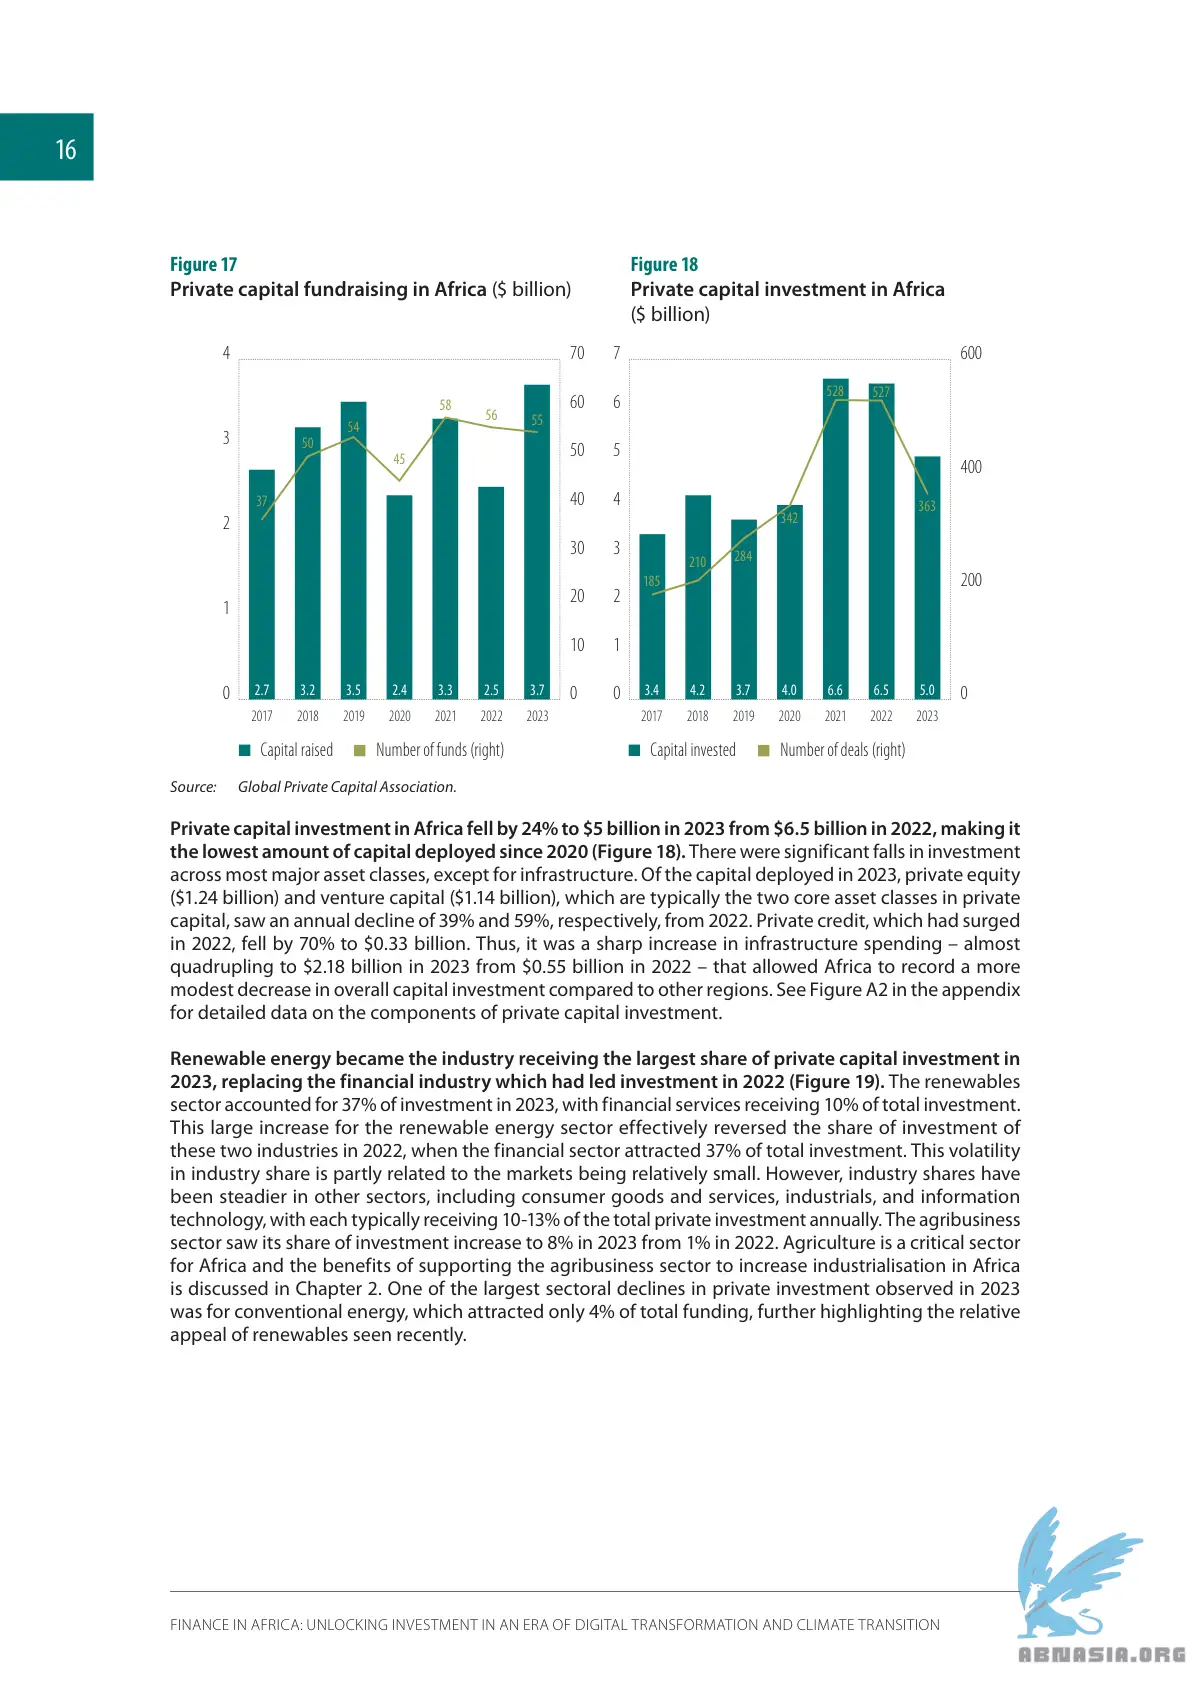 16
Figure 17
Private capital fundraising in Africa ($ billion)
4
3
2
1
0
70
60
50
40
30
20
10
0
37
50
54
45
58
56
55
2.7
3.2
3.5
2.4
3.3
2.5
3.7
2017
2018
2019
2020
2021
2022
2023
Capital raised
Number of funds (right)
Figure 18
Private capital investment in Africa
($ billion)
7
6
5
4
3
2
1
0
600
400
200
0
185
210
284
342
528
527
363
3.4
4.2
3.7
4.0
6.6
6.5
5.0
2017
2018
2019
2020
2021
2022
2023
Capital invested
Number of deals (right)
Source: Global Private Capital Association.
Private capital investment in Africa fell by 24% to $5 billion in 2023 from $6.5 billion in 2022, making it
the lowest amount of capital deployed since 2020 (Figure 18). There were significant falls in investment
across most major asset classes, except for infrastructure. Of the capital deployed in 2023, private equity
($1.24 billion) and venture capital ($1.14 billion), which are typically the two core asset classes in private
capital, saw an annual decline of 39% and 59%, respectively, from 2022. Private credit, which had surged
in 2022, fell by 70% to $0.33 billion. Thus, it was a sharp increase in infrastructure spending – almost
quadrupling to $2.18 billion in 2023 from $0.55 billion in 2022 – that allowed Africa to record a more
modest decrease in overall capital investment compared to other regions. See Figure A2 in the appendix
for detailed data on the components of private capital investment.
Renewable energy became the industry receiving the largest share of private capital investment in
2023, replacing the financial industry which had led investment in 2022 (Figure 19). The renewables
sector accounted for 37% of investment in 2023, with financial services receiving 10% of total investment.
This large increase for the renewable energy sector effectively reversed the share of investment of
these two industries in 2022, when the financial sector attracted 37% of total investment. This volatility
in industry share is partly related to the markets being relatively small. However, industry shares have
been steadier in other sectors, including consumer goods and services, industrials, and information
technology, with each typically receiving 10-13% of the total private investment annually. The agribusiness
sector saw its share of investment increase to 8% in 2023 from 1% in 2022. Agriculture is a critical sector
for Africa and the benefits of supporting the agribusiness sector to increase industrialisation in Africa
is discussed in Chapter 2. One of the largest sectoral declines in private investment observed in 2023
was for conventional energy, which attracted only 4% of total funding, further highlighting the relative
appeal of renewables seen recently.
FINANCE IN AFRICA: UNLOCKING INVESTMENT IN AN ERA OF DIGITAL TRANSFORMATION AND CLIMATE TRANSITION
ABNASIA.ORG